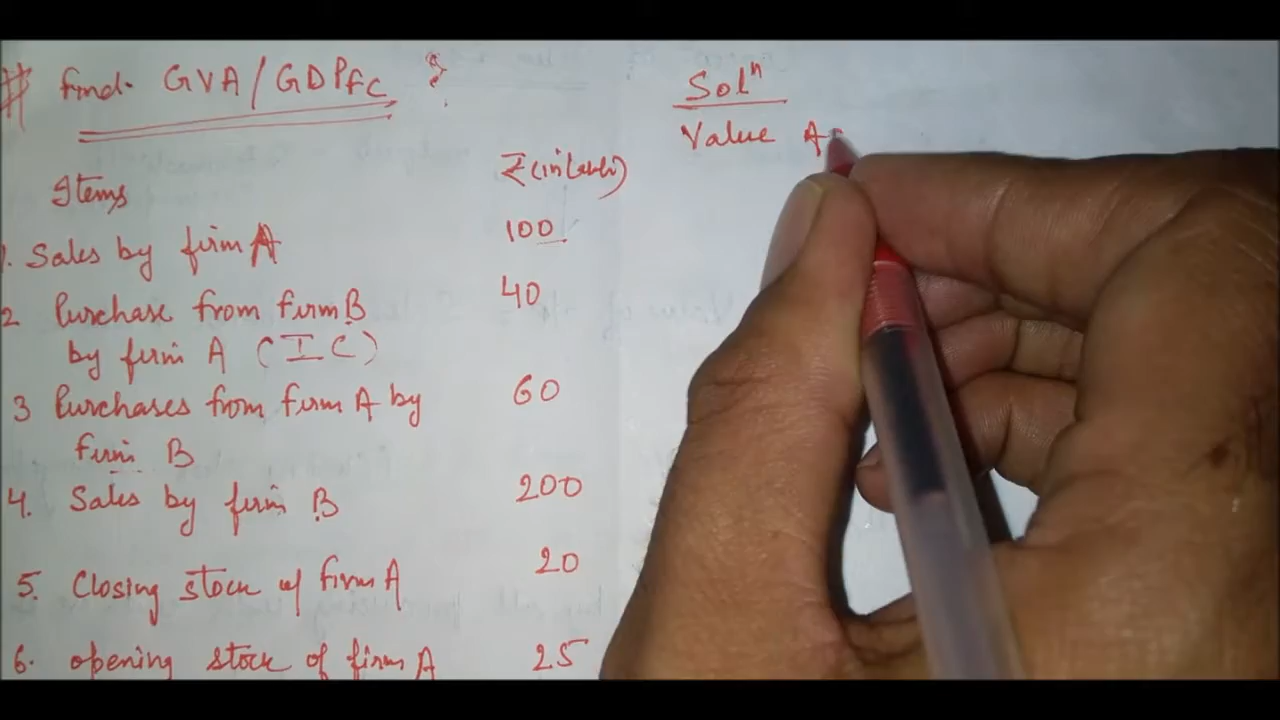 # find. GVA/GDPfc ?
Items ₹(in lakh)
1. Sales by firm A 100
2 Purchase from firm B 40
by firm A (IC)
3 Purchases from firm A by 60
firm B
4. Sales by firm B 200
5. Closing stock of firm A 20
6. opening stock of firm A 25
Solⁿ
Value A